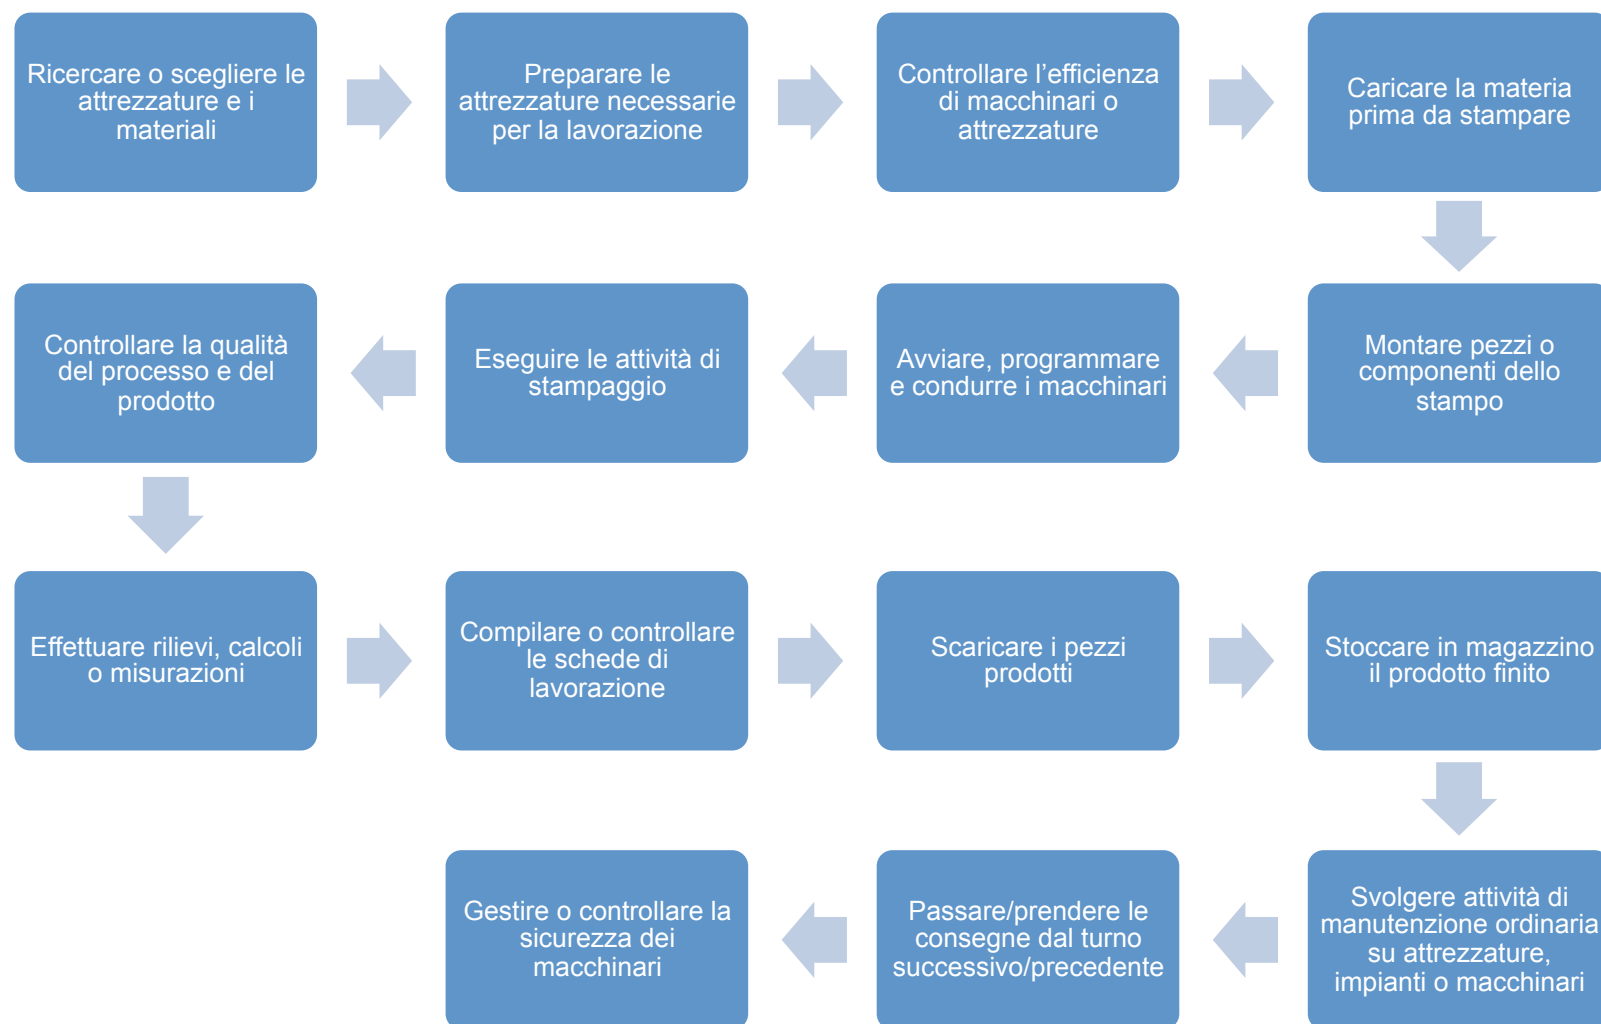 Ricercare o scegliere le
attrezzature e i
materiali
Preparare le
attrezzature necessarie
per la lavorazione
Controllare l’efficienza
di macchinari o
attrezzature
Caricare la materia
prima da stampare
Montare pezzi o
componenti dello
stampo
Avviare, programmare
e condurre i macchinari
Eseguire le attività di
stampaggio
Controllare la qualità
del processo e del
prodotto
Effettuare rilievi, calcoli
o misurazioni
Compilare o controllare
le schede di
lavorazione
Scaricare i pezzi
prodotti
Stoccare in magazzino
il prodotto finito
Svolgere attività di
manutenzione ordinaria
su attrezzature,
impianti o macchinari
Passare/prendere le
consegne dal turno
successivo/precedente
Gestire o controllare la
sicurezza dei
macchinari